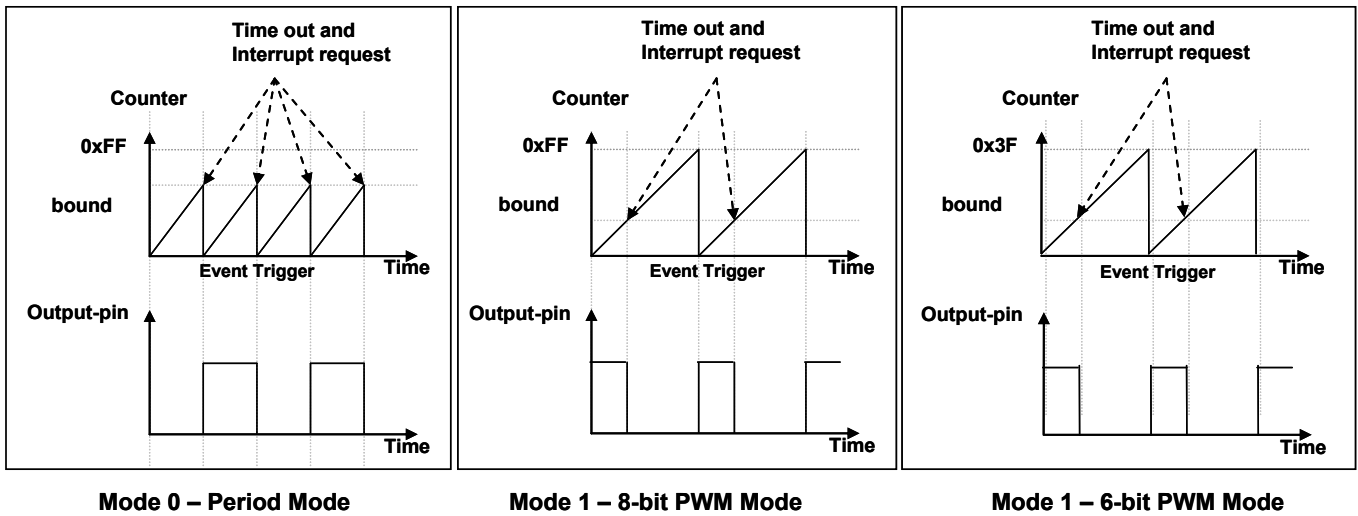 Time out and
Interrupt request
Counter
0xFF
bound
Event Trigger
Time
Output-pin
Time
Mode 0 – Period Mode
Time out and
Interrupt request
Counter
0xFF
bound
Event Trigger
Time
Output-pin
Time
Mode 1 – 8-bit PWM Mode
Time out and
Interrupt request
Counter
0x3F
bound
Event Trigger
Time
Output-pin
Time
Mode 1 – 6-bit PWM Mode